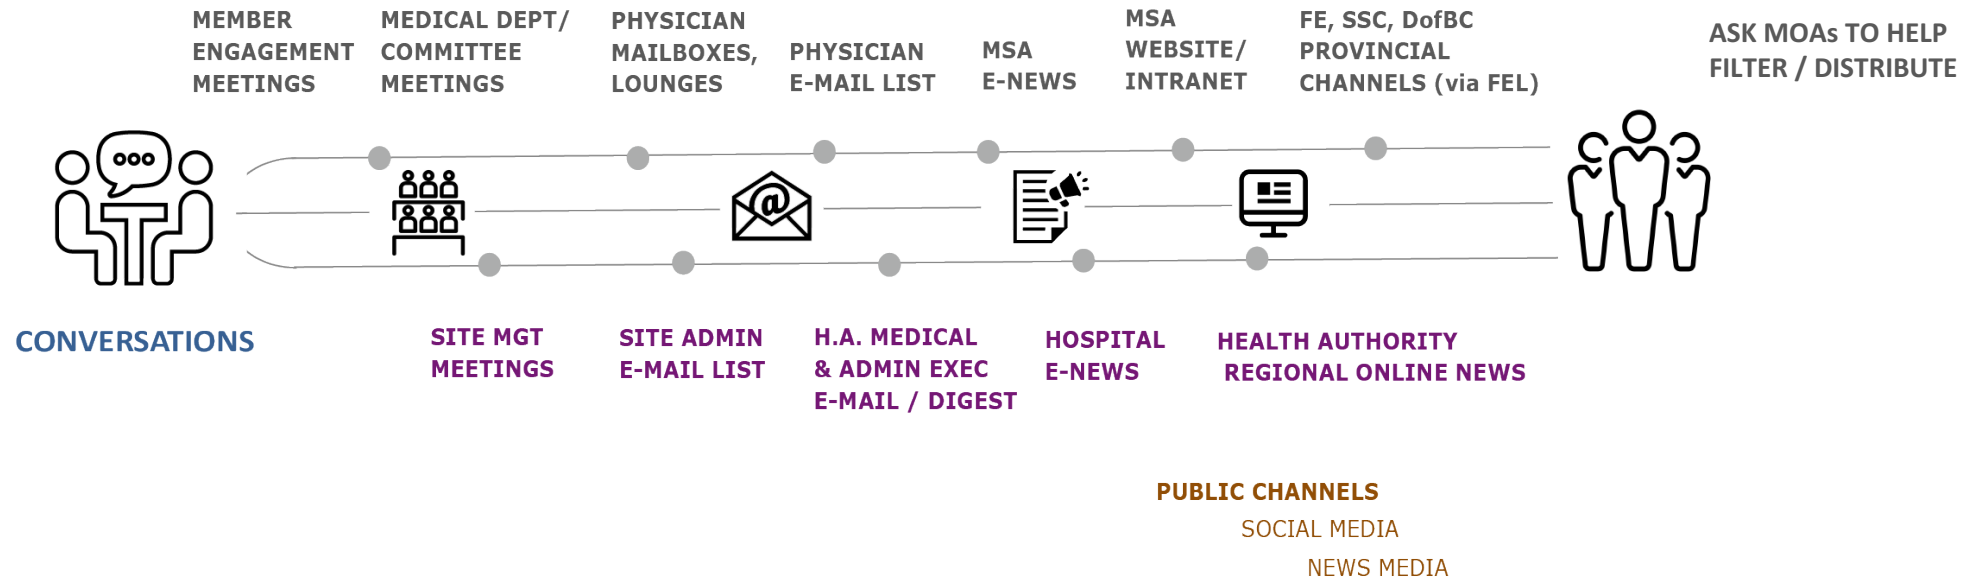 MEMBER
ENGAGEMENT
MEETINGS
MEDICAL DEPT/
COMMITTEE
MEETINGS
PHYSICIAN
MAILBOXES,
LOUNGES
PHYSICIAN
E-MAIL LIST
MSA
E-NEWS
MSA
WEBSITE/
INTRANET
FE, SSC, DofBC
PROVINCIAL
CHANNELS (via FEL)
ASK MOAs TO HELP
FILTER / DISTRIBUTE
@
CONVERSATIONS
SITE MGT
MEETINGS
SITE ADMIN
E-MAIL LIST
H.A. MEDICAL
& ADMIN EXEC
E-MAIL / DIGEST
HOSPITAL
E-NEWS
HEALTH AUTHORITY
REGIONAL ONLINE NEWS
PUBLIC CHANNELS
SOCIAL MEDIA
NEWS MEDIA